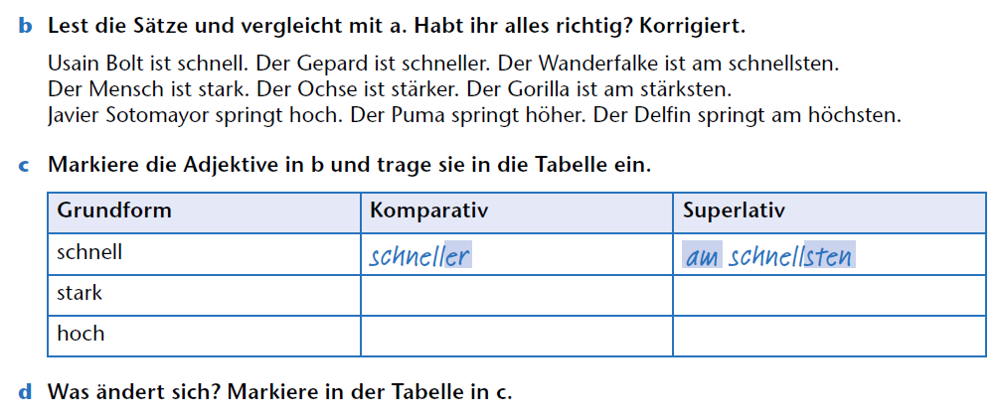 b Lest die Sätze und vergleicht mit a. Habt ihr alles richtig? Korrigiert.
Usain Bolt ist schnell. Der Gepard ist schneller. Der Wanderfalke ist am schnellsten.
Der Mensch ist stark. Der Ochse ist stärker. Der Gorilla ist am stärksten.
Javier Sotomayor springt hoch. Der Puma springt höher. Der Delfin springt am höchsten.
c Markiere die Adjektive in b und trage sie in die Tabelle ein.
Grundform Komparativ Superlativ
schnell schneller am schnellsten
stark
hoch
d Was ändert sich? Markiere in der Tabelle in c.